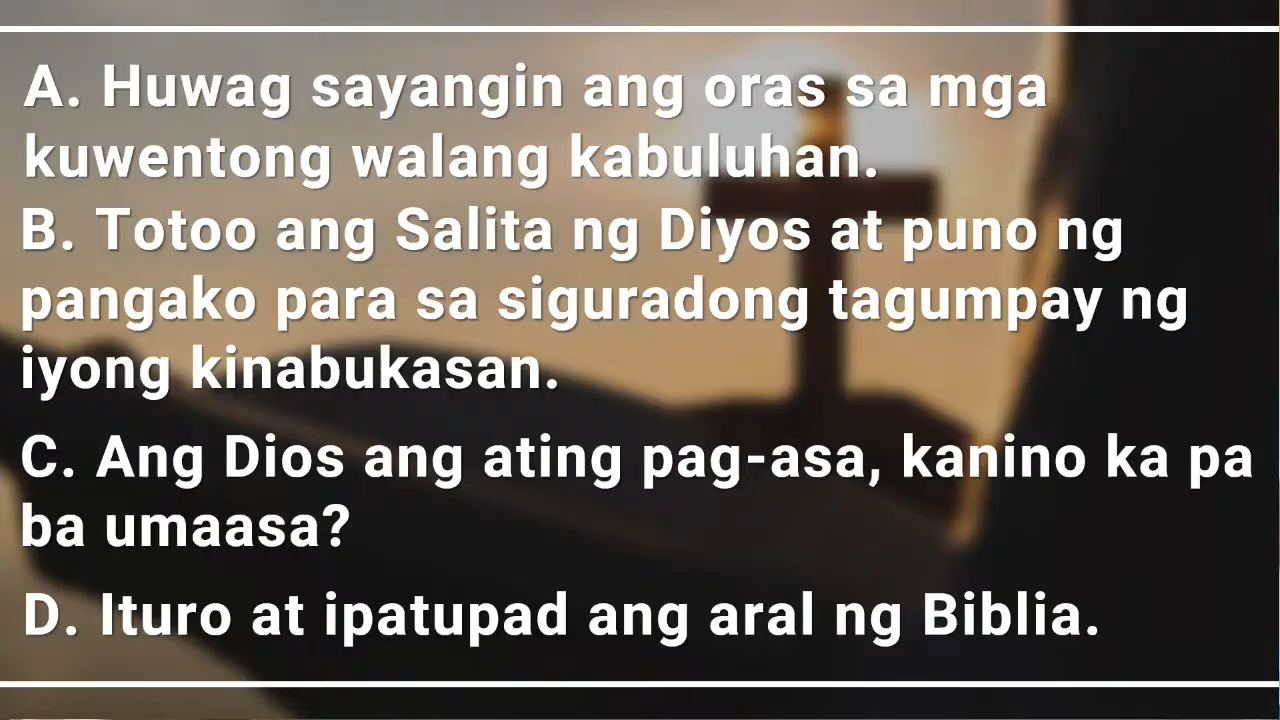 A. Huwag sayangin ang oras sa mga
kuwentong walang kabuluhan.
B. Totoo ang Salita ng Diyos at puno ng
pangako para sa siguradong tagumpay ng
iyong kinabukasan.
C. Ang Dios ang ating pag-asa, kanino ka pa
ba umaasa?
D. Ituro at ipatupad ang aral ng Biblia.